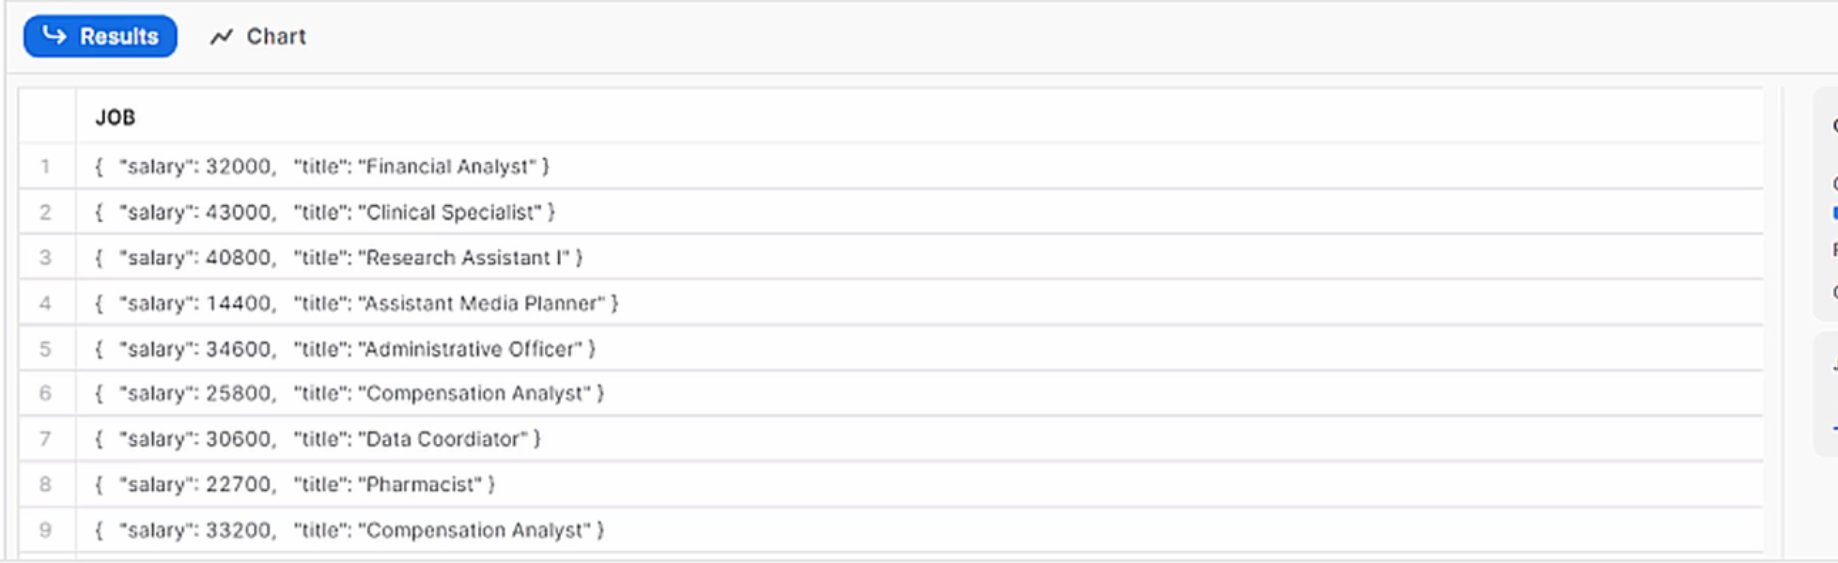 Results
Chart
JOB
1 { "salary": 32000, "title": "Financial Analyst" }
2 { "salary": 43000, "title": "Clinical Specialist" }
3 { "salary": 40800, "title": "Research Assistant I" }
4 { "salary": 14400, "title": "Assistant Media Planner" }
5 { "salary": 34600, "title": "Administrative Officer" }
6 { "salary": 25800, "title": "Compensation Analyst" }
7 { "salary": 30600, "title": "Data Coordiator" }
8 { "salary": 22700, "title": "Pharmacist" }
9 { "salary": 33200, "title": "Compensation Analyst" }